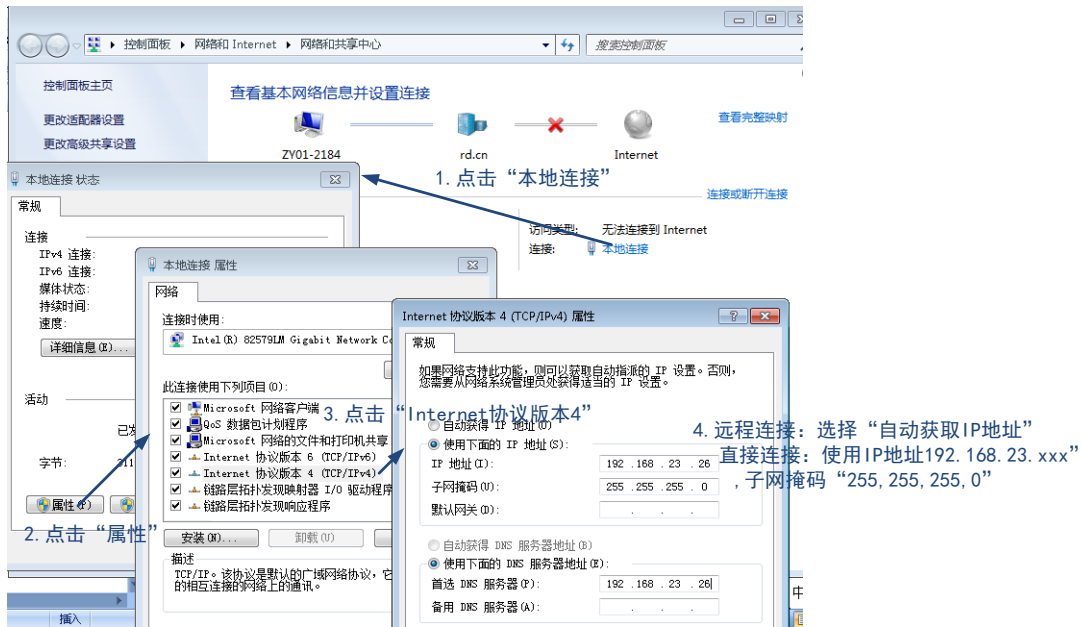 控制面板 ▸ 网络和 Internet ▸ 网络和共享中心
搜索控制面板
控制面板主页
更改适配器设置
更改高级共享设置
查看基本网络信息并设置连接
查看完整映射
ZY01-2184
rd.cn
Internet
1.点击“本地连接”
连接或断开连接
访问类型:
无法连接到 Internet
连接:
本地连接
本地连接 状态
常规
连接
IPv4 连接:
IPv6 连接:
媒体状态:
持续时间:
速度:
详细信息(E)...
活动
已发
字节:
属性(P)
2.点击“属性”
本地连接 属性
网络
连接时使用:
Intel(R) 82579LM Gigabit Network Co
此连接使用下列项目(O):
Microsoft 网络客户端
QoS 数据包计划程序
Microsoft 网络的文件和打印机共享
Internet 协议版本 6 (TCP/IPv6)
Internet 协议版本 4 (TCP/IPv4)
链路层拓扑发现映射器 I/O 驱动程序
链路层拓扑发现响应程序
3.点击“Internet协议版本4”
安装(N)...
卸载(U)
描述
TCP/IP。该协议是默认的广域网络协议，它
的相互连接的网络上的通讯。
Internet 协议版本 4 (TCP/IPv4) 属性
常规
如果网络支持此功能，则可以获取自动指派的 IP 设置。否则，
您需要从网络系统管理员处获得适当的 IP 设置。
自动获得 IP 地址(O)
使用下面的 IP 地址(S):
IP 地址(I):
192 .168 . 23 . 26
子网掩码(U):
255 .255 .255 . 0
默认网关(D):
自动获得 DNS 服务器地址(B)
使用下面的 DNS 服务器地址(E):
首选 DNS 服务器(P):
192 .168 . 23 . 26
备用 DNS 服务器(A):
4.远程连接：选择“自动获取IP地址”
直接连接：使用IP地址192.168.23.xxx”
,子网掩码“255,255,255,0”
插入
中